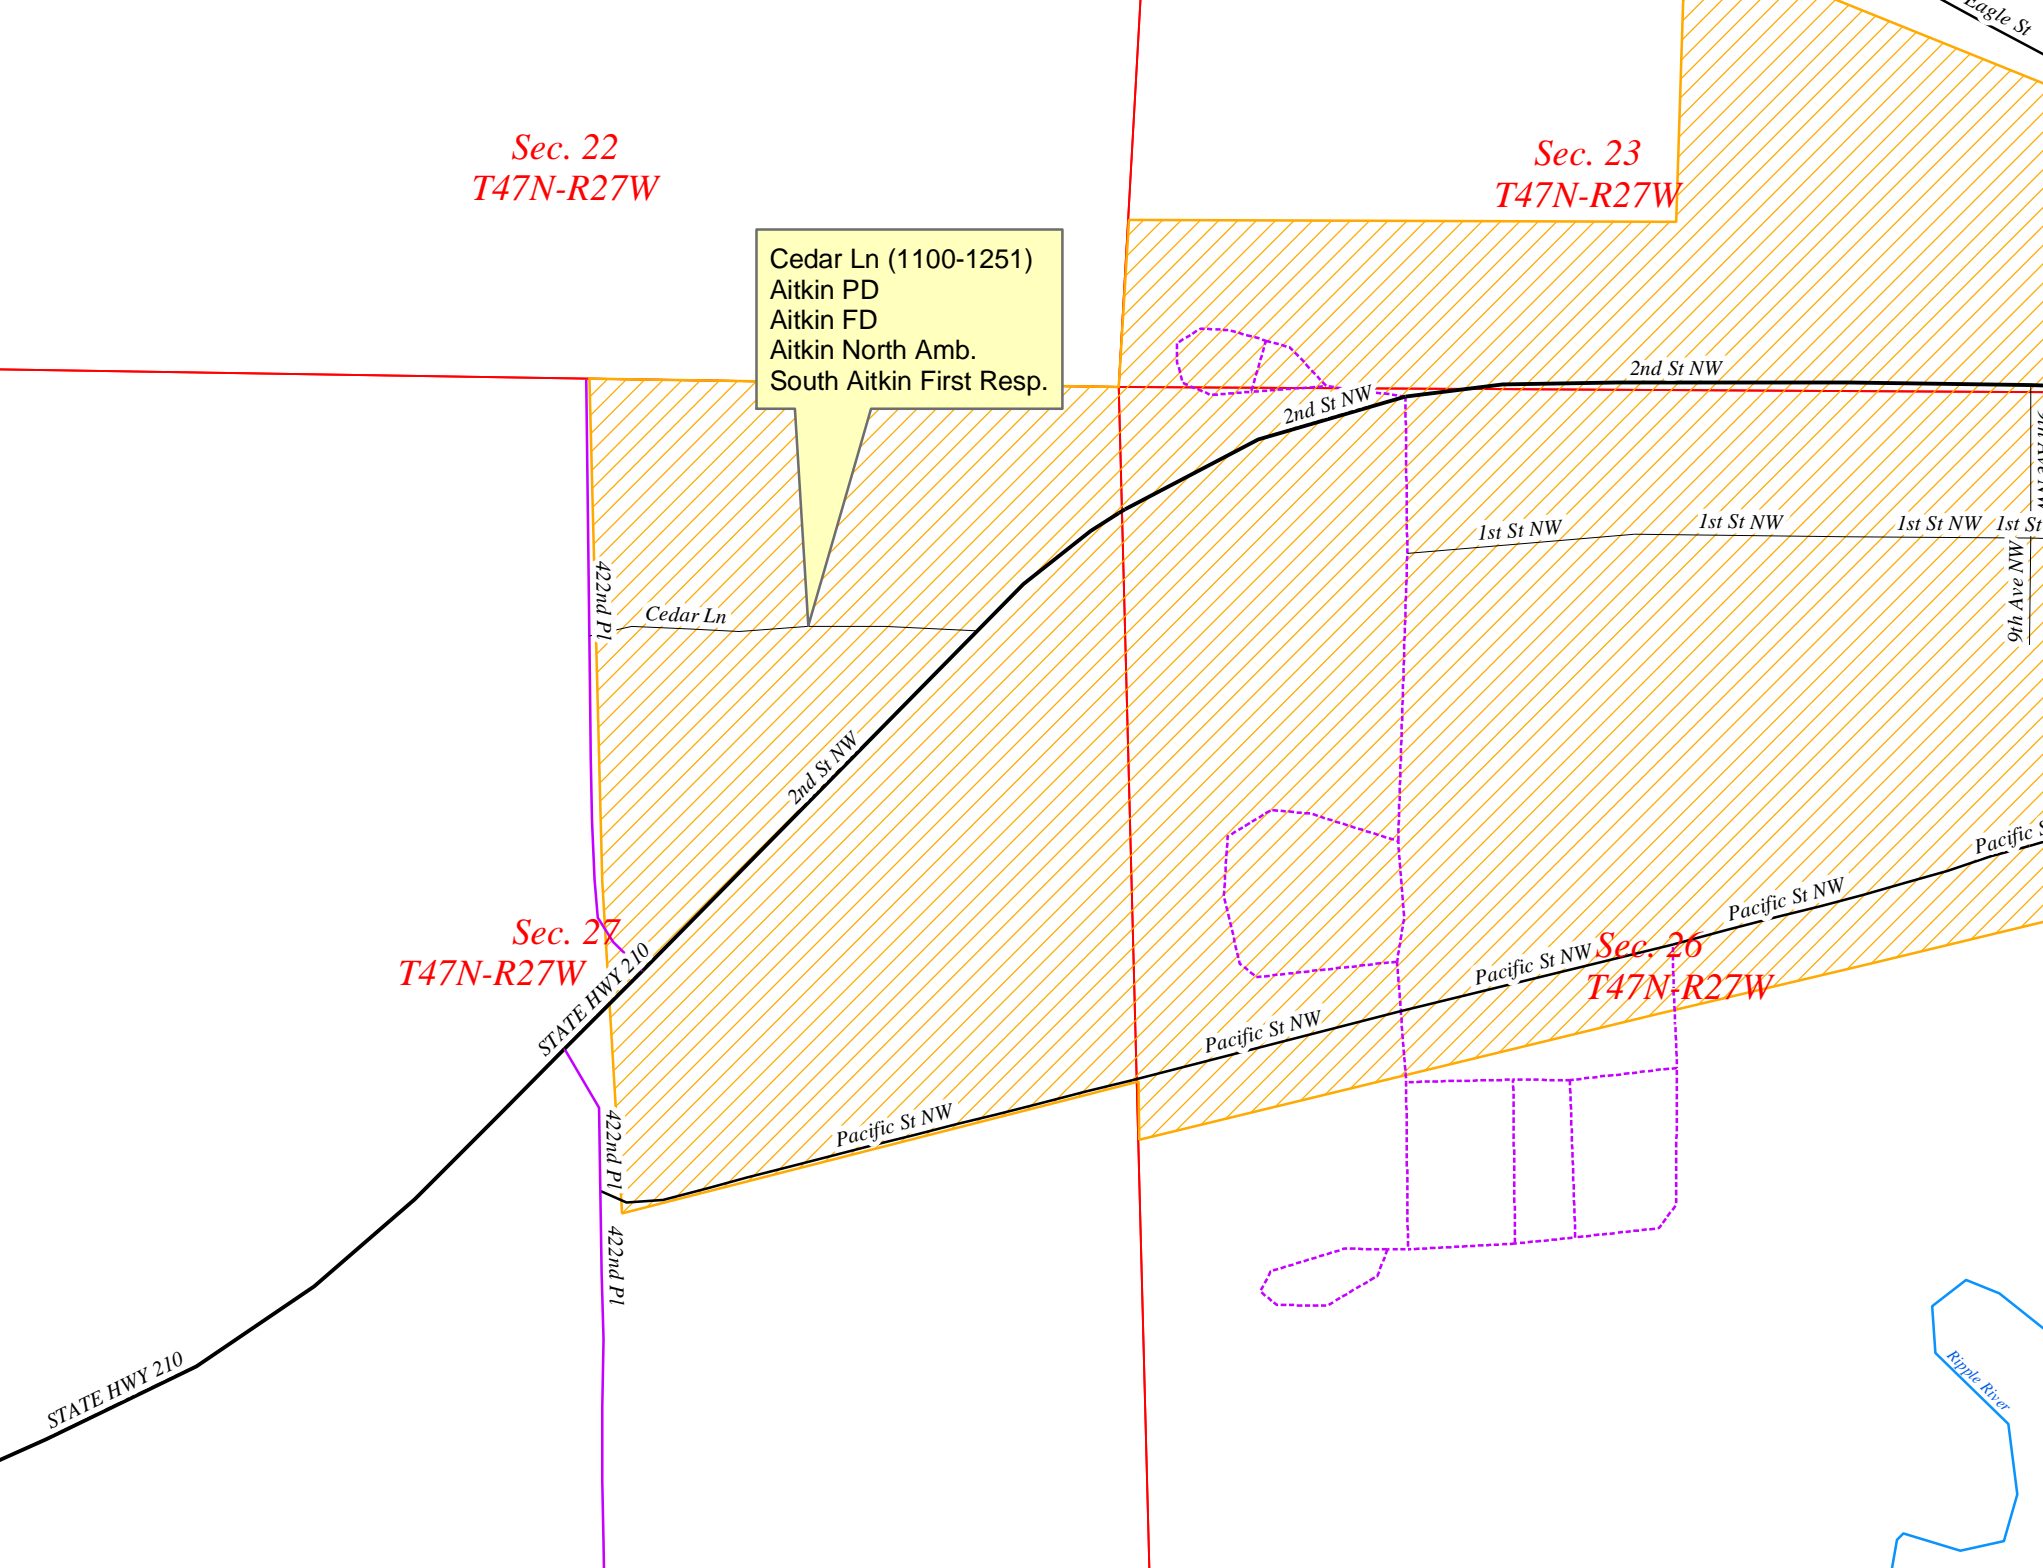 Eagle St
Sec. 22
T47N-R27W
Sec. 23
T47N-R27W
Cedar Ln (1100-1251)
Aitkin PD
Aitkin FD
Aitkin North Amb.
South Aitkin First Resp.
2nd St NW
2nd St NW
1st St NW
1st St NW
1st St NW
1st St
9th Ave NW
422nd Pl
Cedar Ln
2nd St NW
Pacific S
Pacific St NW
Sec. 27
T47N-R27W
STATE HWY 210
Pacific St NW
Sec. 26
T47N-R27W
Pacific St NW
Pacific St NW
422nd Pl
422nd Pl
STATE HWY 210
Ripple River